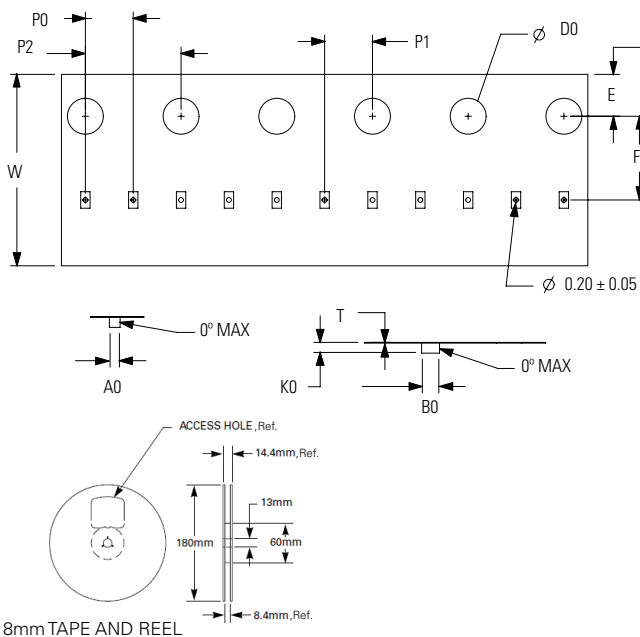 P0
P2
P1
Ø D0
E
W
F
Ø 0.20 ± 0.05
0º MAX
A0
T
K0
B0
0º MAX
ACCESS HOLE, Ref.
14.4mm, Ref.
13mm
180mm
60mm
8.4mm, Ref.
8mm TAPE AND REEL